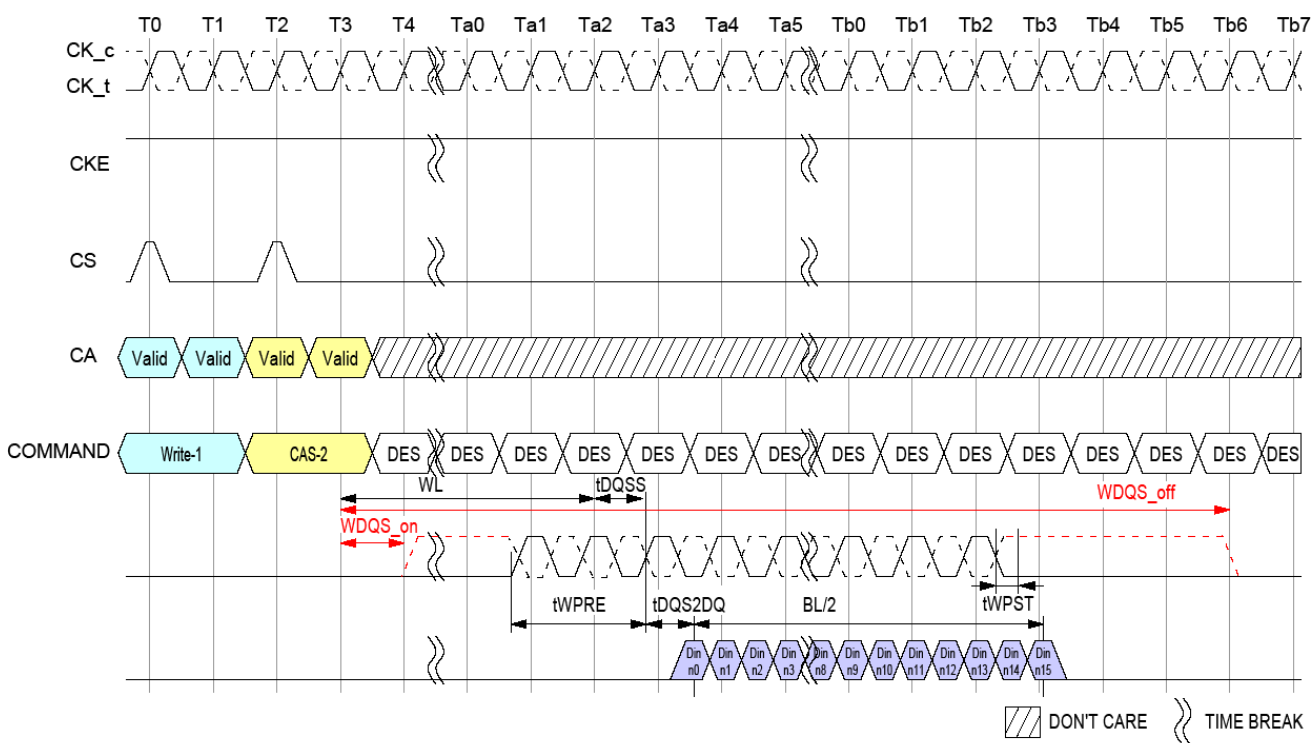 T0 T1 T2 T3 T4 Ta0 Ta1 Ta2 Ta3 Ta4 Ta5 Tb0 Tb1 Tb2 Tb3 Tb4 Tb5 Tb6 Tb7
CK_c
CK_t
CKE
CS
CA Valid Valid Valid Valid
COMMAND Write-1 CAS-2 DES DES DES DES DES DES DES DES DES DES DES DES DES DES DES
WL tDQSS WDQS_off
WDQS_on
tWPRE tDQS2DQ BL/2 tWPST
Din Din Din Din Din Din Din Din Din Din Din Din
n0 n1 n2 n3 n8 n9 n10 n11 n12 n13 n14 n15
DON'T CARE TIME BREAK